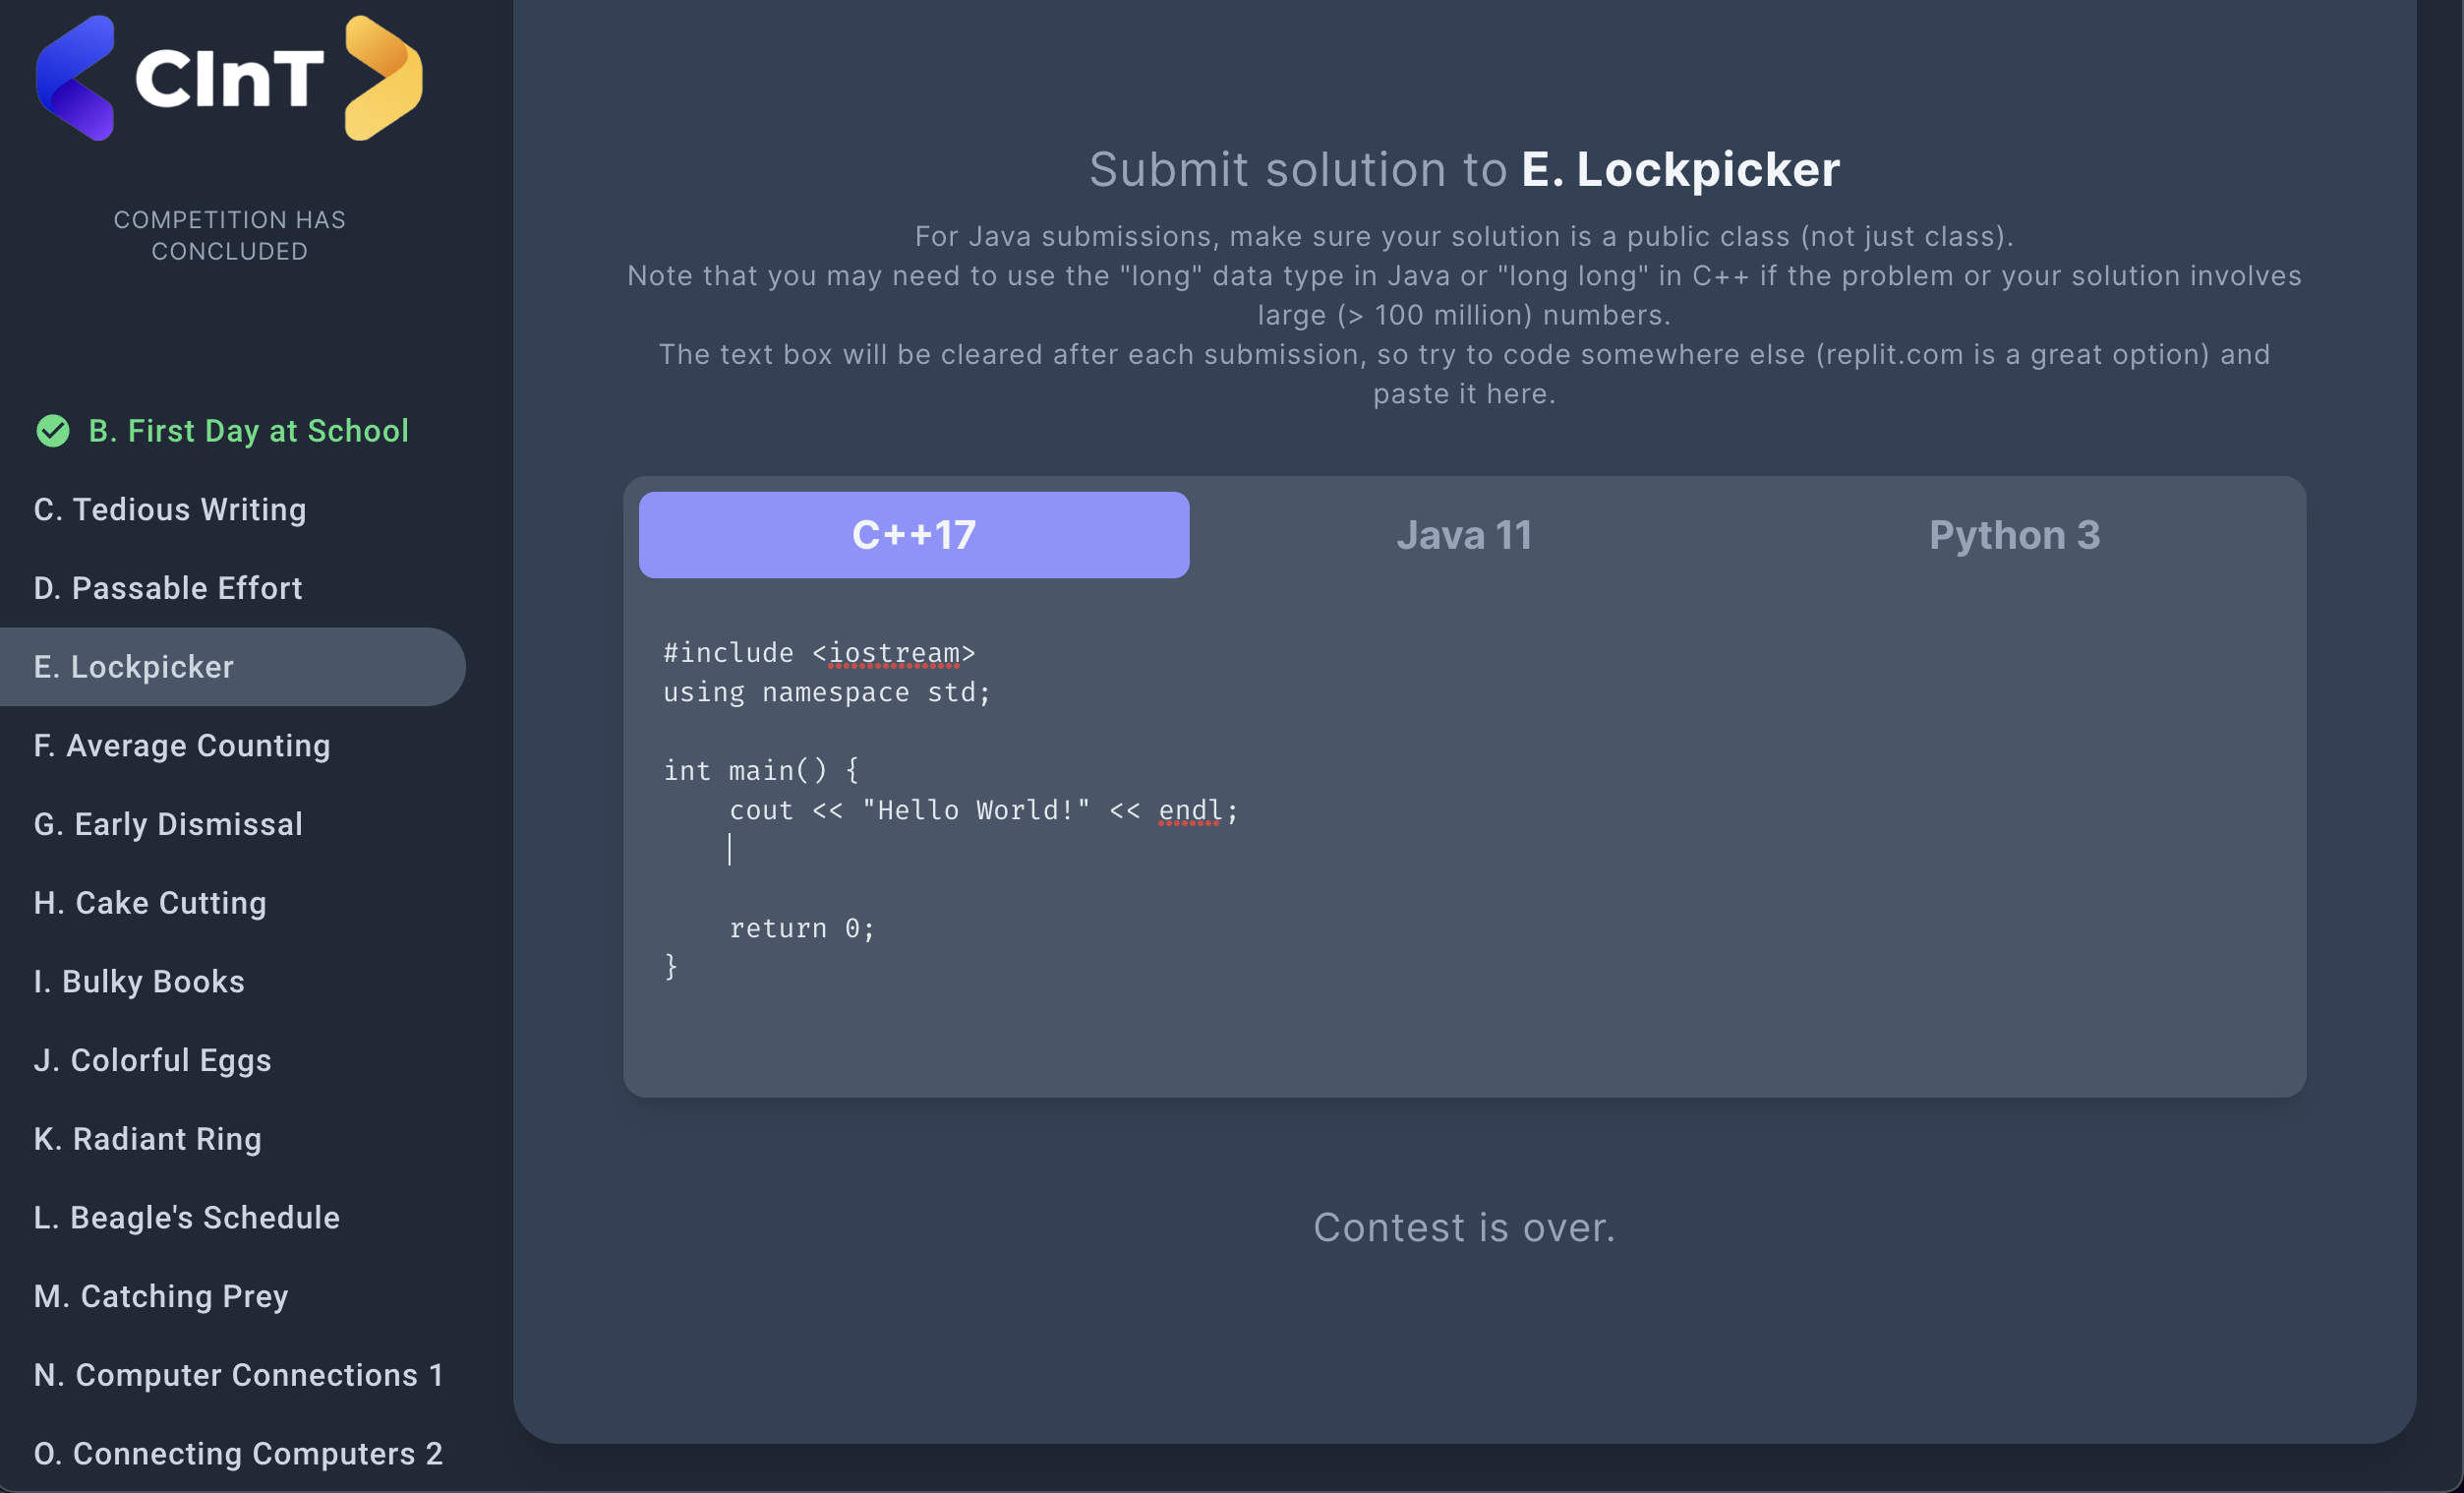 CInT
COMPETITION HAS
CONCLUDED
B. First Day at School
C. Tedious Writing
D. Passable Effort
E. Lockpicker
F. Average Counting
G. Early Dismissal
H. Cake Cutting
I. Bulky Books
J. Colorful Eggs
K. Radiant Ring
L. Beagle's Schedule
M. Catching Prey
N. Computer Connections 1
O. Connecting Computers 2
Submit solution to E. Lockpicker
For Java submissions, make sure your solution is a public class (not just class).
Note that you may need to use the "long" data type in Java or "long long" in C++ if the problem or your solution involves
large (> 100 million) numbers.
The text box will be cleared after each submission, so try to code somewhere else (replit.com is a great option) and
paste it here.
C++17
Java 11
Python 3
#include <iostream>
using namespace std;
int main() {
    cout << "Hello World!" << endl;
    return 0;
}
Contest is over.